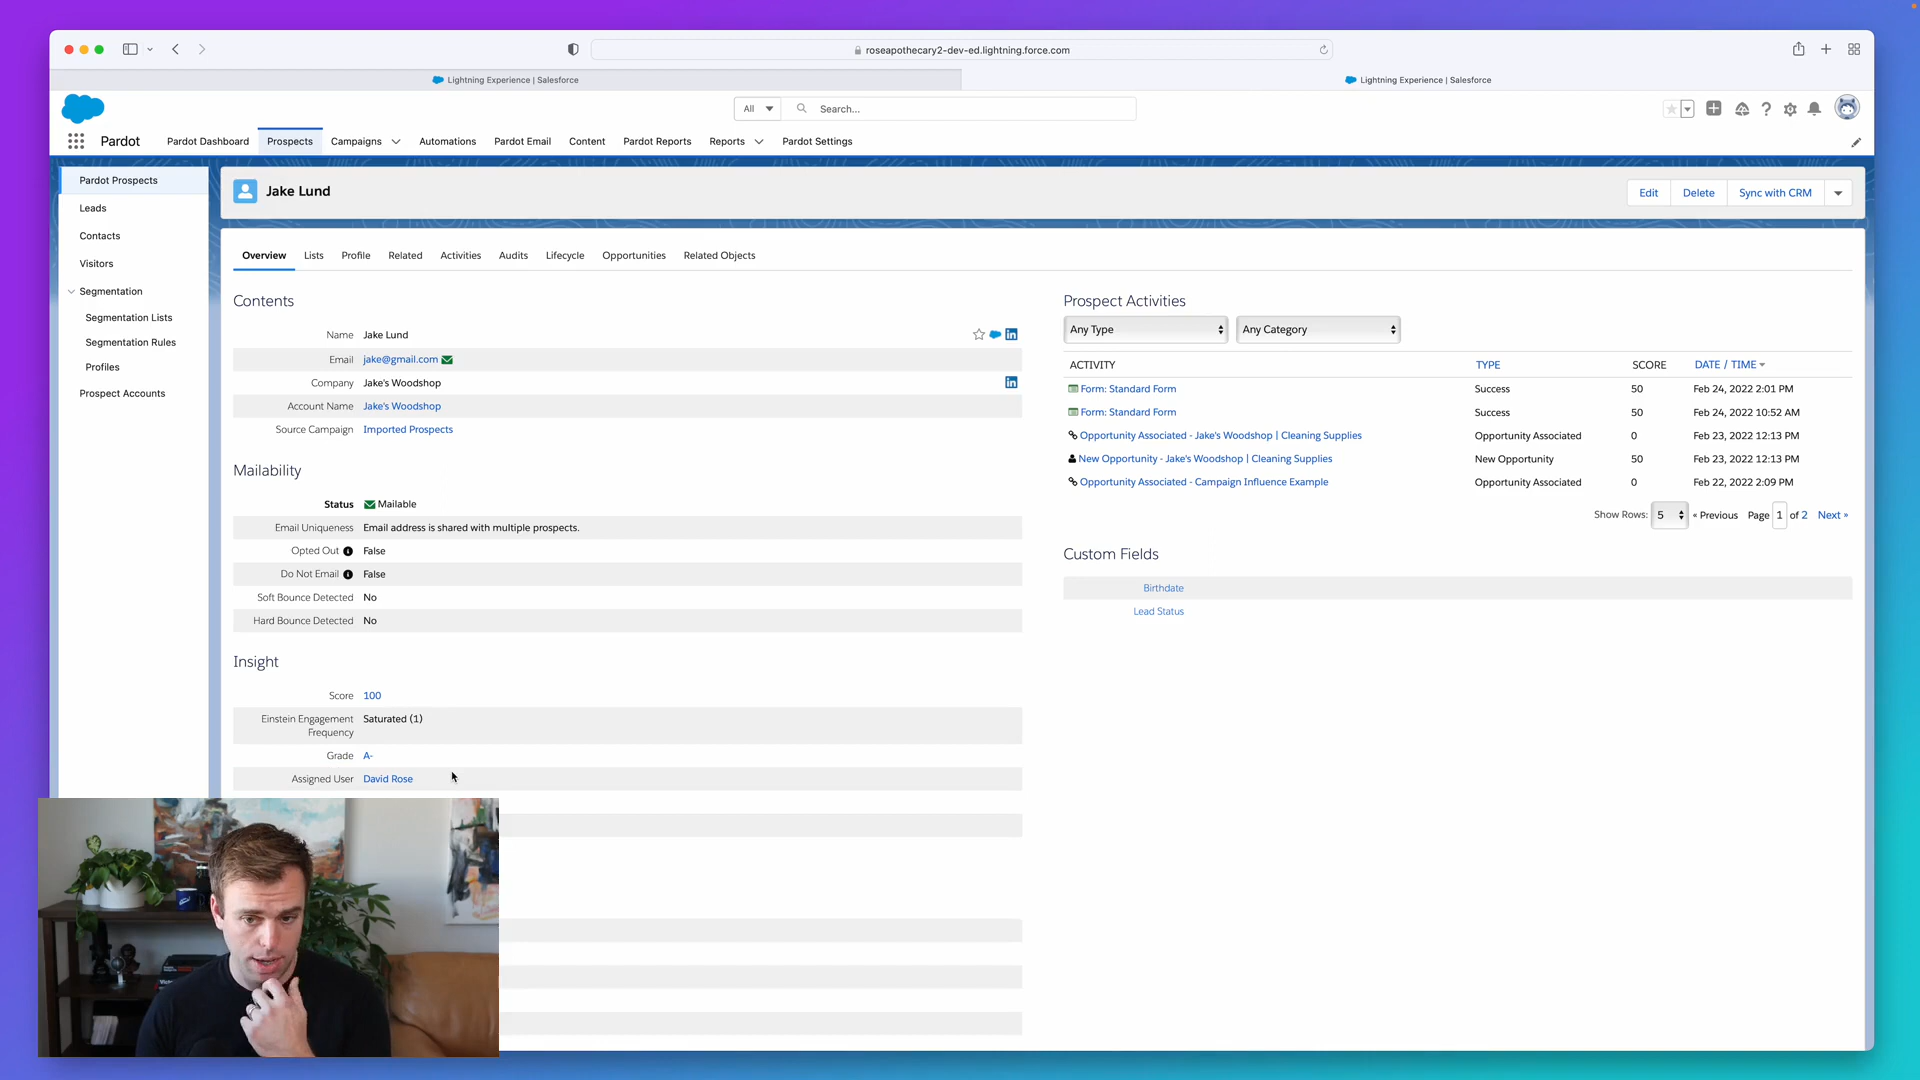 roseapothecary2-dev-ed.lightning.force.com
Lightning Experience | Salesforce
Lightning Experience | Salesforce
All
Search...
Pardot
Pardot Dashboard
Prospects
Campaigns
Automations
Pardot Email
Content
Pardot Reports
Reports
Pardot Settings
Pardot Prospects
Leads
Contacts
Visitors
Segmentation
Segmentation Lists
Segmentation Rules
Profiles
Prospect Accounts
Jake Lund
Edit
Delete
Sync with CRM
Overview
Lists
Profile
Related
Activities
Audits
Lifecycle
Opportunities
Related Objects
Contents
Name Jake Lund
Email jake@gmail.com
Company Jake's Woodshop
Account Name Jake's Woodshop
Source Campaign Imported Prospects
Mailability
Status Mailable
Email Uniqueness Email address is shared with multiple prospects.
Opted Out False
Do Not Email False
Soft Bounce Detected No
Hard Bounce Detected No
Insight
Score 100
Einstein Engagement Saturated (1)
Frequency
Grade A-
Assigned User David Rose
Prospect Activities
Any Type
Any Category
ACTIVITY TYPE SCORE DATE / TIME
Form: Standard Form Success 50 Feb 24, 2022 2:01 PM
Form: Standard Form Success 50 Feb 24, 2022 10:52 AM
Opportunity Associated - Jake's Woodshop | Cleaning Supplies Opportunity Associated 0 Feb 23, 2022 12:13 PM
New Opportunity - Jake's Woodshop | Cleaning Supplies New Opportunity 50 Feb 23, 2022 12:13 PM
Opportunity Associated - Campaign Influence Example Opportunity Associated 0 Feb 22, 2022 2:09 PM
Show Rows: 5 « Previous Page 1 of 2 Next »
Custom Fields
Birthdate
Lead Status